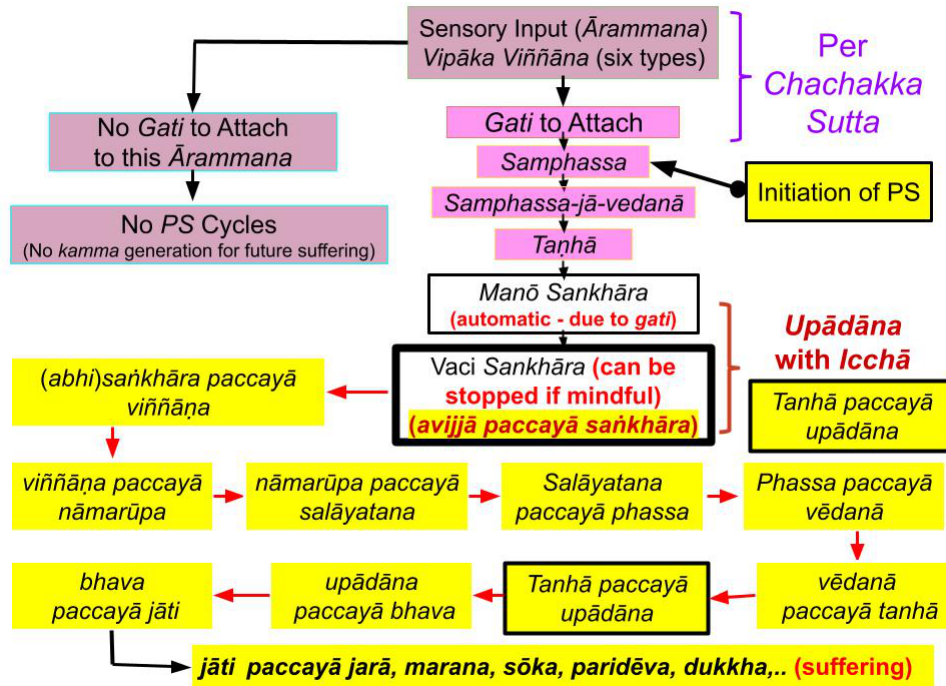 Sensory Input (Ārammana)
Vipāka Viññāna (six types)
Per
Chachakka
Sutta
No Gati to Attach
to this Ārammana
Gati to Attach
Samphassa
Initiation of PS
Samphassa-jā-vedanā
No PS Cycles
(No kamma generation for future suffering)
Taṇhā
Manō Sankhāra
(automatic - due to gati)
Upādāna
with Icchā
Vaci Sankhāra (can be
stopped if mindful)
(avijjā paccayā saṅkhāra)
Tanhā paccayā
upādāna
(abhi)saṅkhāra paccayā
viññāṇa
viññāṇa paccayā
nāmarūpa
nāmarūpa paccayā
salāyatana
Salāyatana
paccayā phassa
Phassa paccayā
vēdanā
bhava
paccayā jāti
upādāna
paccayā bhava
Tanhā paccayā
upādāna
vēdanā
paccayā tanhā
jāti paccayā jarā, marana, sōka, paridēva, dukkha,.. (suffering)